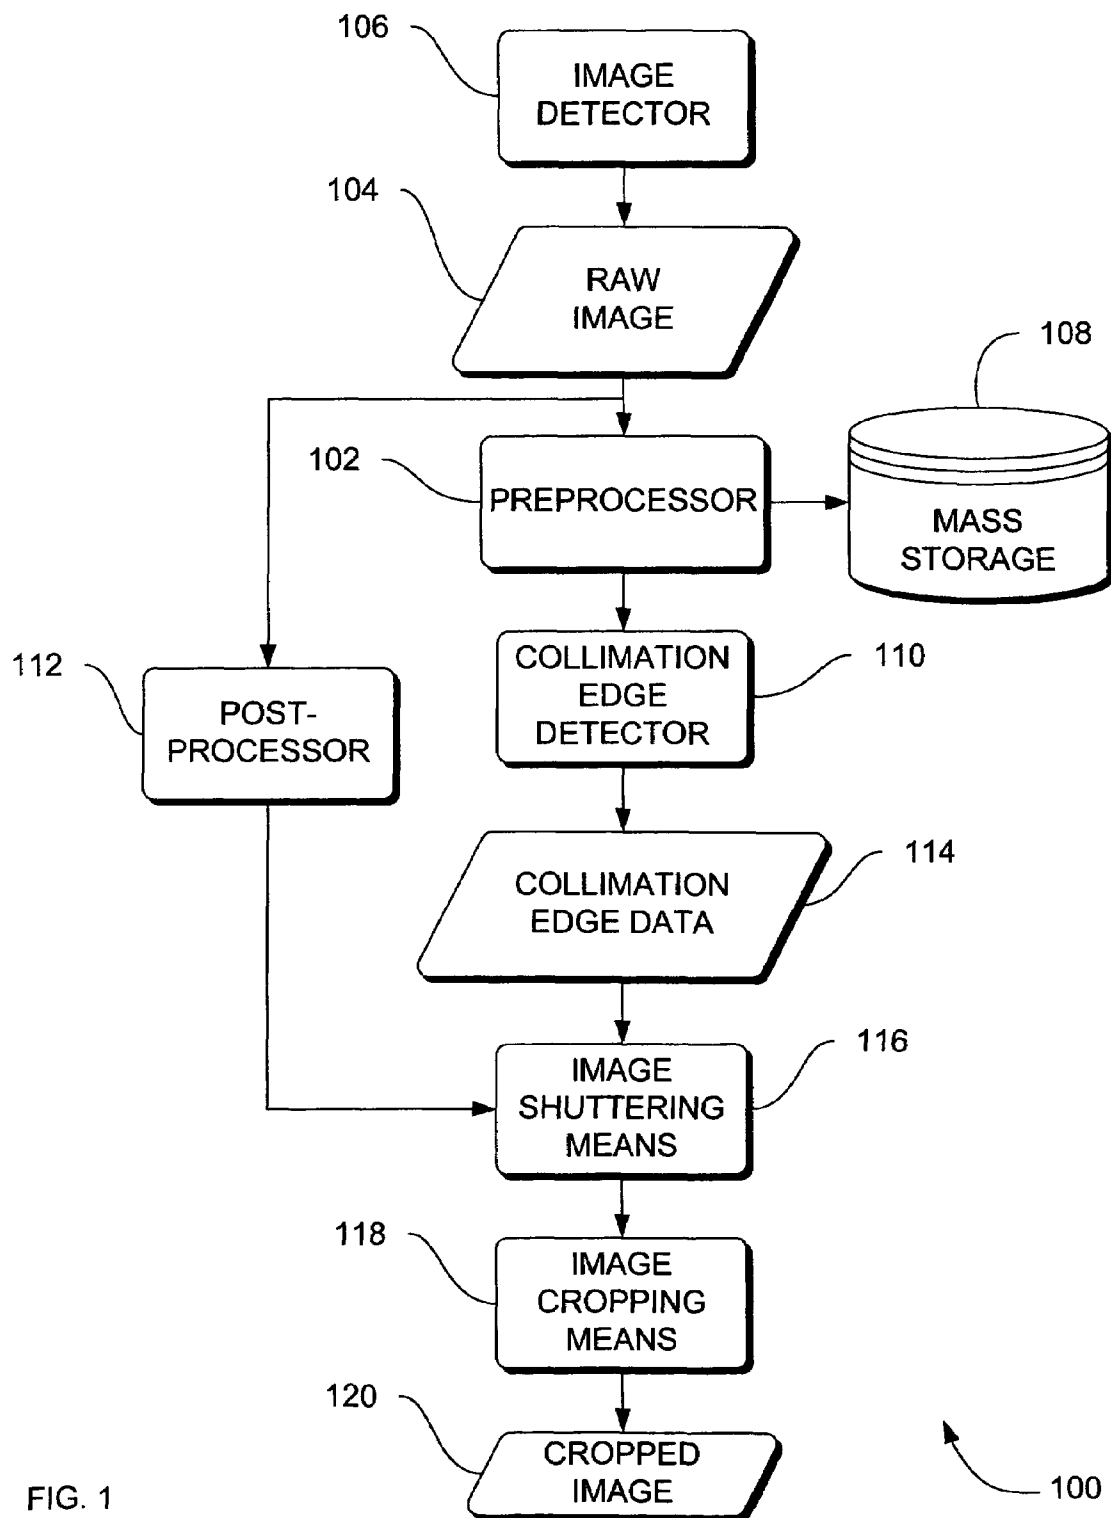 106
IMAGE
DETECTOR
104
RAW
IMAGE
108
102
PREPROCESSOR
MASS
STORAGE
COLLIMATION
EDGE
DETECTOR
110
112
POST-
PROCESSOR
COLLIMATION
EDGE DATA
114
IMAGE
SHUTTERING
MEANS
116
118
IMAGE
CROPPING
MEANS
120
CROPPED
IMAGE
100
FIG. 1